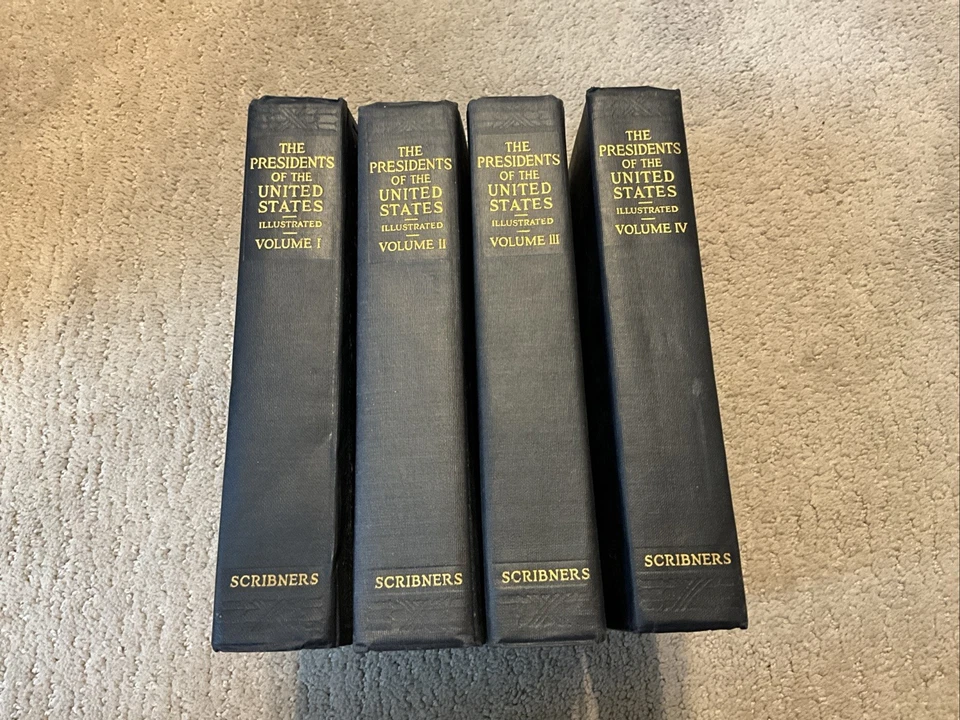 THE
PRESIDENTS
OF THE
UNITED
STATES
ILLUSTRATED
VOLUME I
SCRIBNERS
THE
PRESIDENTS
OF THE
UNITED
STATES
ILLUSTRATED
VOLUME II
SCRIBNERS
THE
PRESIDENTS
OF THE
UNITED
STATES
ILLUSTRATED
VOLUME III
SCRIBNERS
THE
PRESIDENTS
OF THE
UNITED
STATES
ILLUSTRATED
VOLUME IV
SCRIBNERS